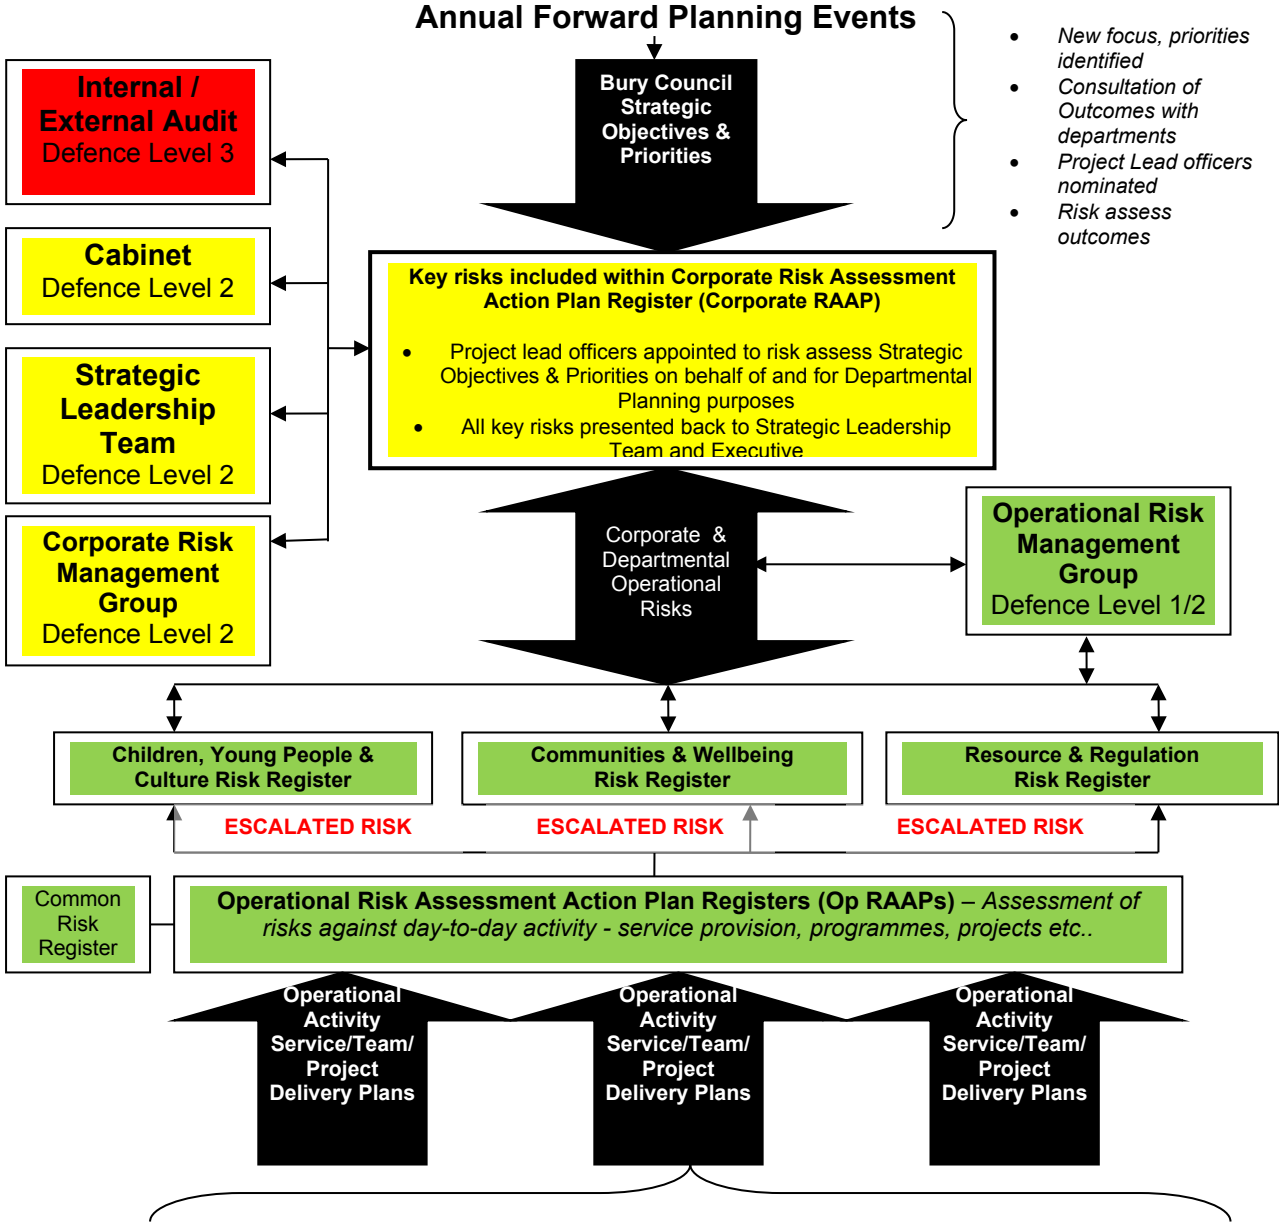 Annual Forward Planning Events
Bury Council
Strategic
Objectives &
Priorities
• New focus, priorities
identified
• Consultation of
Outcomes with
departments
• Project Lead officers
nominated
• Risk assess
outcomes
Internal /
External Audit
Defence Level 3
Cabinet
Defence Level 2
Strategic
Leadership
Team
Defence Level 2
Corporate Risk
Management
Group
Defence Level 2
Key risks included within Corporate Risk Assessment
Action Plan Register (Corporate RAAP)
• Project lead officers appointed to risk assess Strategic
Objectives & Priorities on behalf of and for Departmental
Planning purposes
• All key risks presented back to Strategic Leadership
Team and Executive
Corporate &
Departmental
Operational
Risks
Operational Risk
Management
Group
Defence Level 1/2
Children, Young People &
Culture Risk Register
Communities & Wellbeing
Risk Register
Resource & Regulation
Risk Register
ESCALATED RISK
ESCALATED RISK
ESCALATED RISK
Common
Risk
Register
Operational Risk Assessment Action Plan Registers (Op RAAPs) – Assessment of
risks against day-to-day activity - service provision, programmes, projects etc..
Operational
Activity
Service/Team/
Project
Delivery Plans
Operational
Activity
Service/Team/
Project
Delivery Plans
Operational
Activity
Service/Team/
Project
Delivery Plans